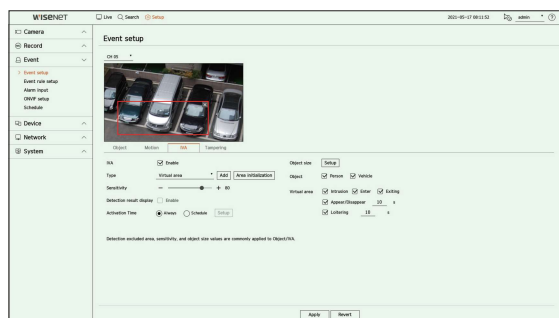 WISENET
Live Search Setup
2021-05-17 08:11:52 admin
Camera
Record
Event
Event setup
Event rule setup
Alarm input
ONVIF setup
Schedule
Device
Network
System
Event setup
CH 05
Object Motion IVA Tampering
IVA Enable
Type Virtual area Add Area initialization
Sensitivity 80
Detection result display Enable
Activation Time Always Schedule Setup
Object size Setup
Object Person Vehicle
Virtual area Intrusion Enter Exiting
Appear/Disappear 10 s
Loitering 10 s
Detection excluded area, sensitivity, and object size values are commonly applied to Object/IVA.
Apply Revert